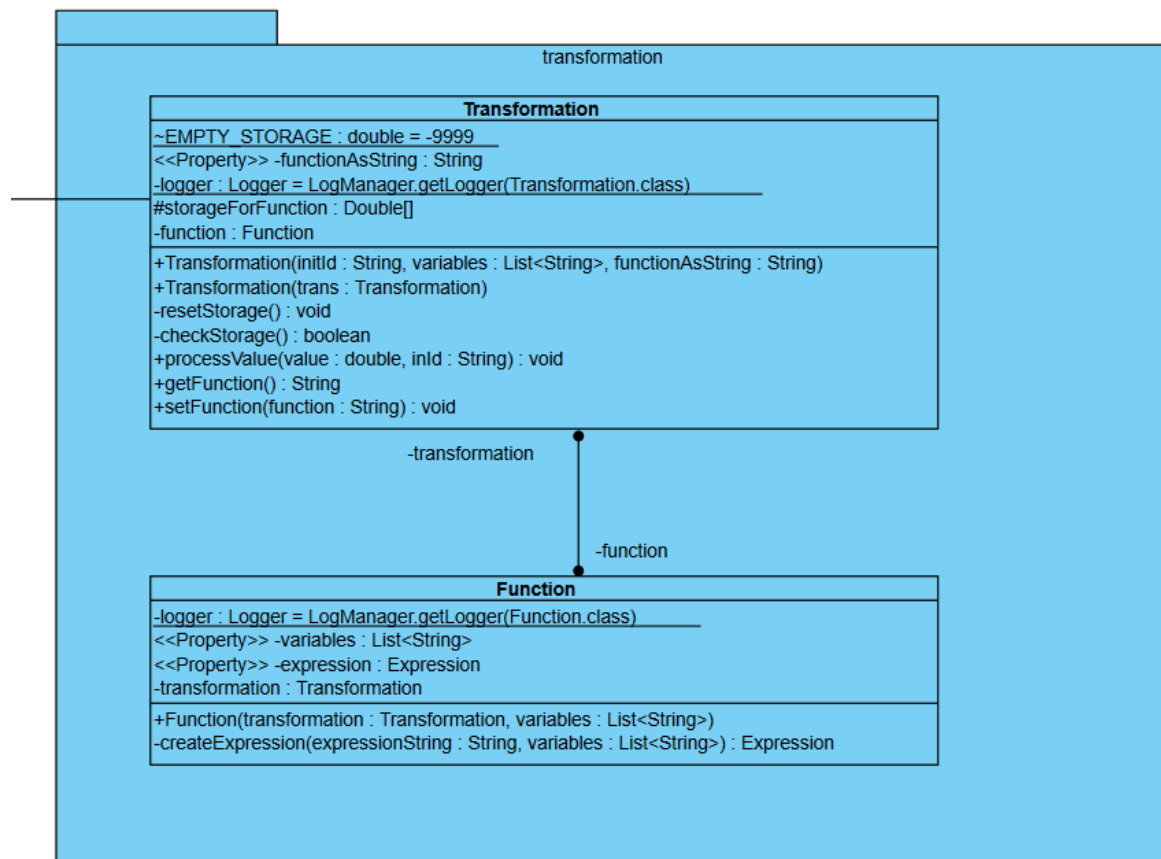 transformation
Transformation
~EMPTY_STORAGE : double = -9999
<<Property>> -functionAsString : String
-logger : Logger = LogManager.getLogger(Transformation.class)
#storageForFunction : Double[]
-function : Function
+Transformation(initId : String, variables : List<String>, functionAsString : String)
+Transformation(trans : Transformation)
-resetStorage() : void
-checkStorage() : boolean
+processValue(value : double, inId : String) : void
+getFunction() : String
+setFunction(function : String) : void
-transformation
-function
Function
-logger : Logger = LogManager.getLogger(Function.class)
<<Property>> -variables : List<String>
<<Property>> -expression : Expression
-transformation : Transformation
+Function(transformation : Transformation, variables : List<String>)
-createExpression(expressionString : String, variables : List<String>) : Expression